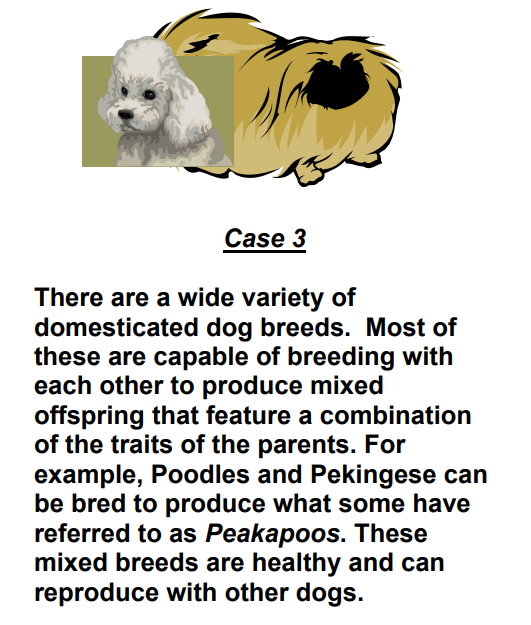 Case 3
There are a wide variety of
domesticated dog breeds.  Most of
these are capable of breeding with
each other to produce mixed
offspring that feature a combination
of the traits of the parents. For
example, Poodles and Pekingese can
be bred to produce what some have
referred to as Peakapoos. These
mixed breeds are healthy and can
reproduce with other dogs.